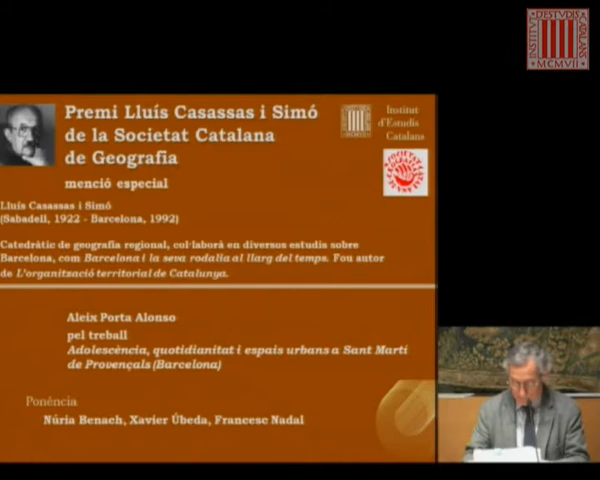 INSTITVT D'ESTVDIS CATALANS
MCMVII
Premi Lluís Casassas i Simó
de la Societat Catalana
de Geografia
menció especial
Institut
d'Estudis
Catalans
Lluís Casassas i Simó
(Sabadell, 1922 - Barcelona, 1992)
Catedràtic de geografia regional, col·laborà en diversos estudis sobre
Barcelona, com Barcelona i la seva rodalia al llarg del temps. Fou autor
de L'organització territorial de Catalunya.
Aleix Porta Alonso
pel treball
Adolescència, quotidianitat i espais urbans a Sant Martí
de Provençals (Barcelona)
Ponència
Núria Benach, Xavier Úbeda, Francesc Nadal